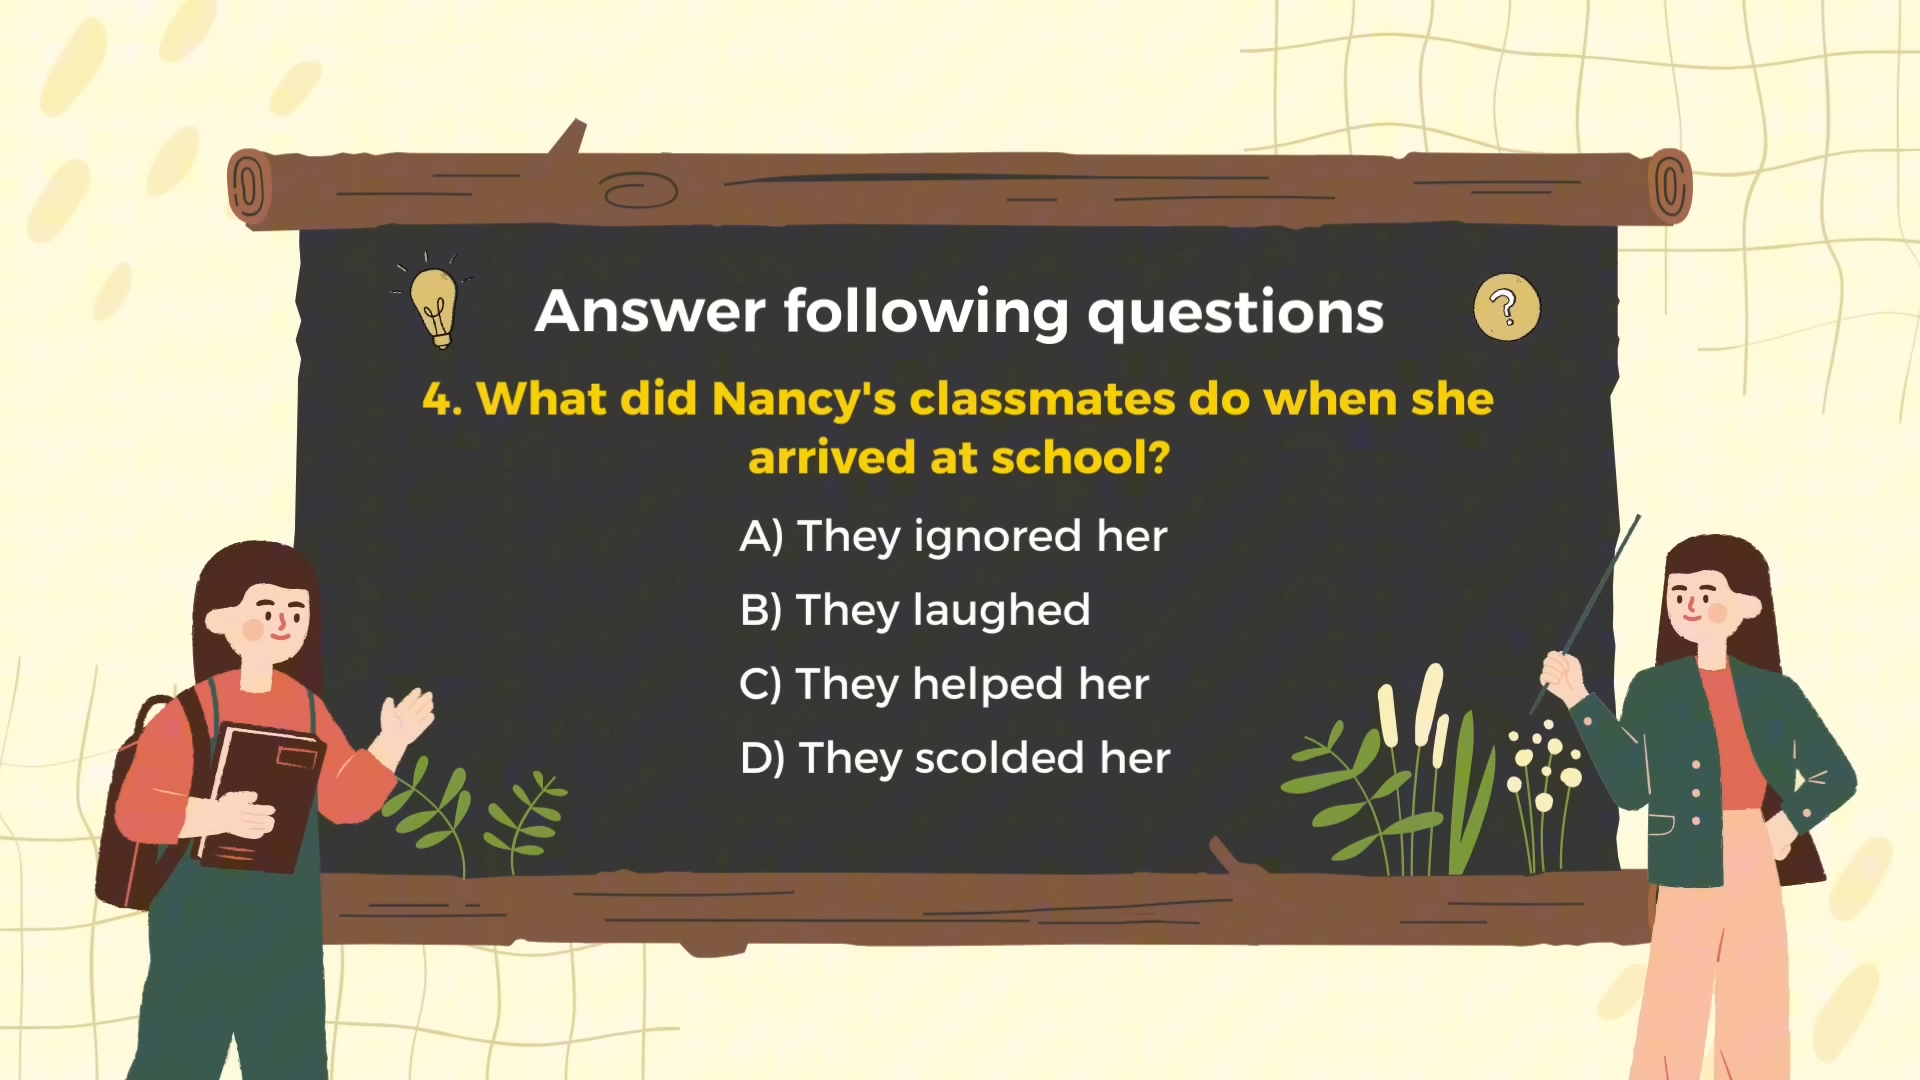 Answer following questions
?
4. What did Nancy's classmates do when she
arrived at school?
A) They ignored her
B) They laughed
C) They helped her
D) They scolded her